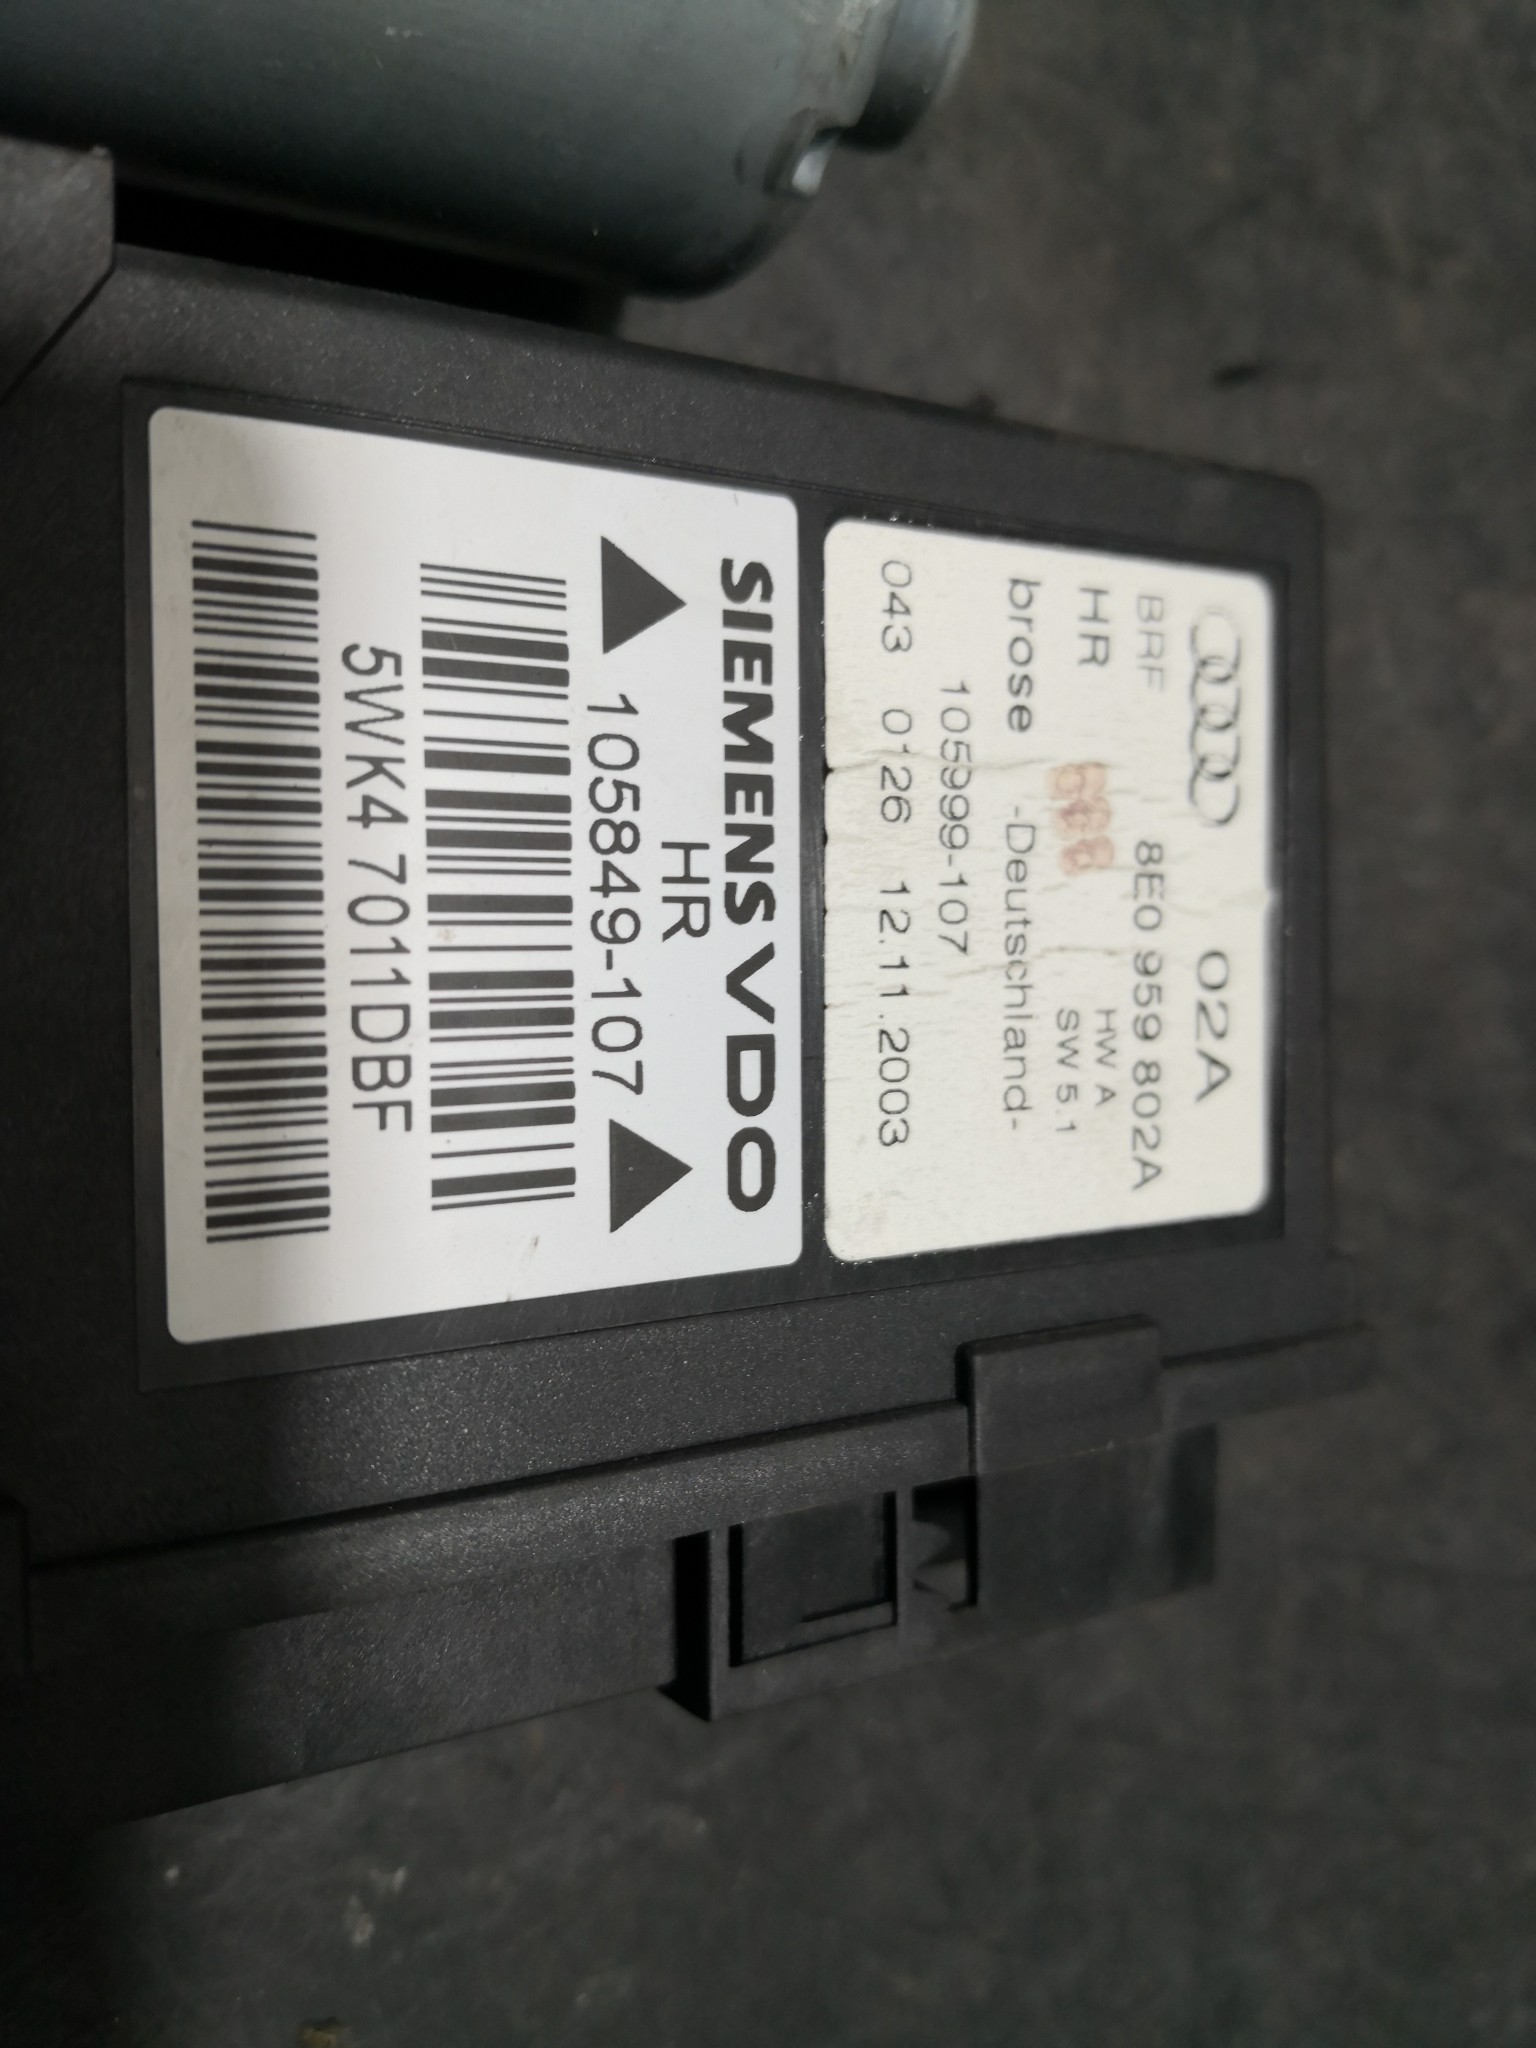 02A
BRF 8E0 959 802A
HR HW A
SW 5.1
brose -Deutschland-
105999-107
043 0126 12.11.2003
SIEMENS VDO
HR
105849-107
5WK4 7011DBF